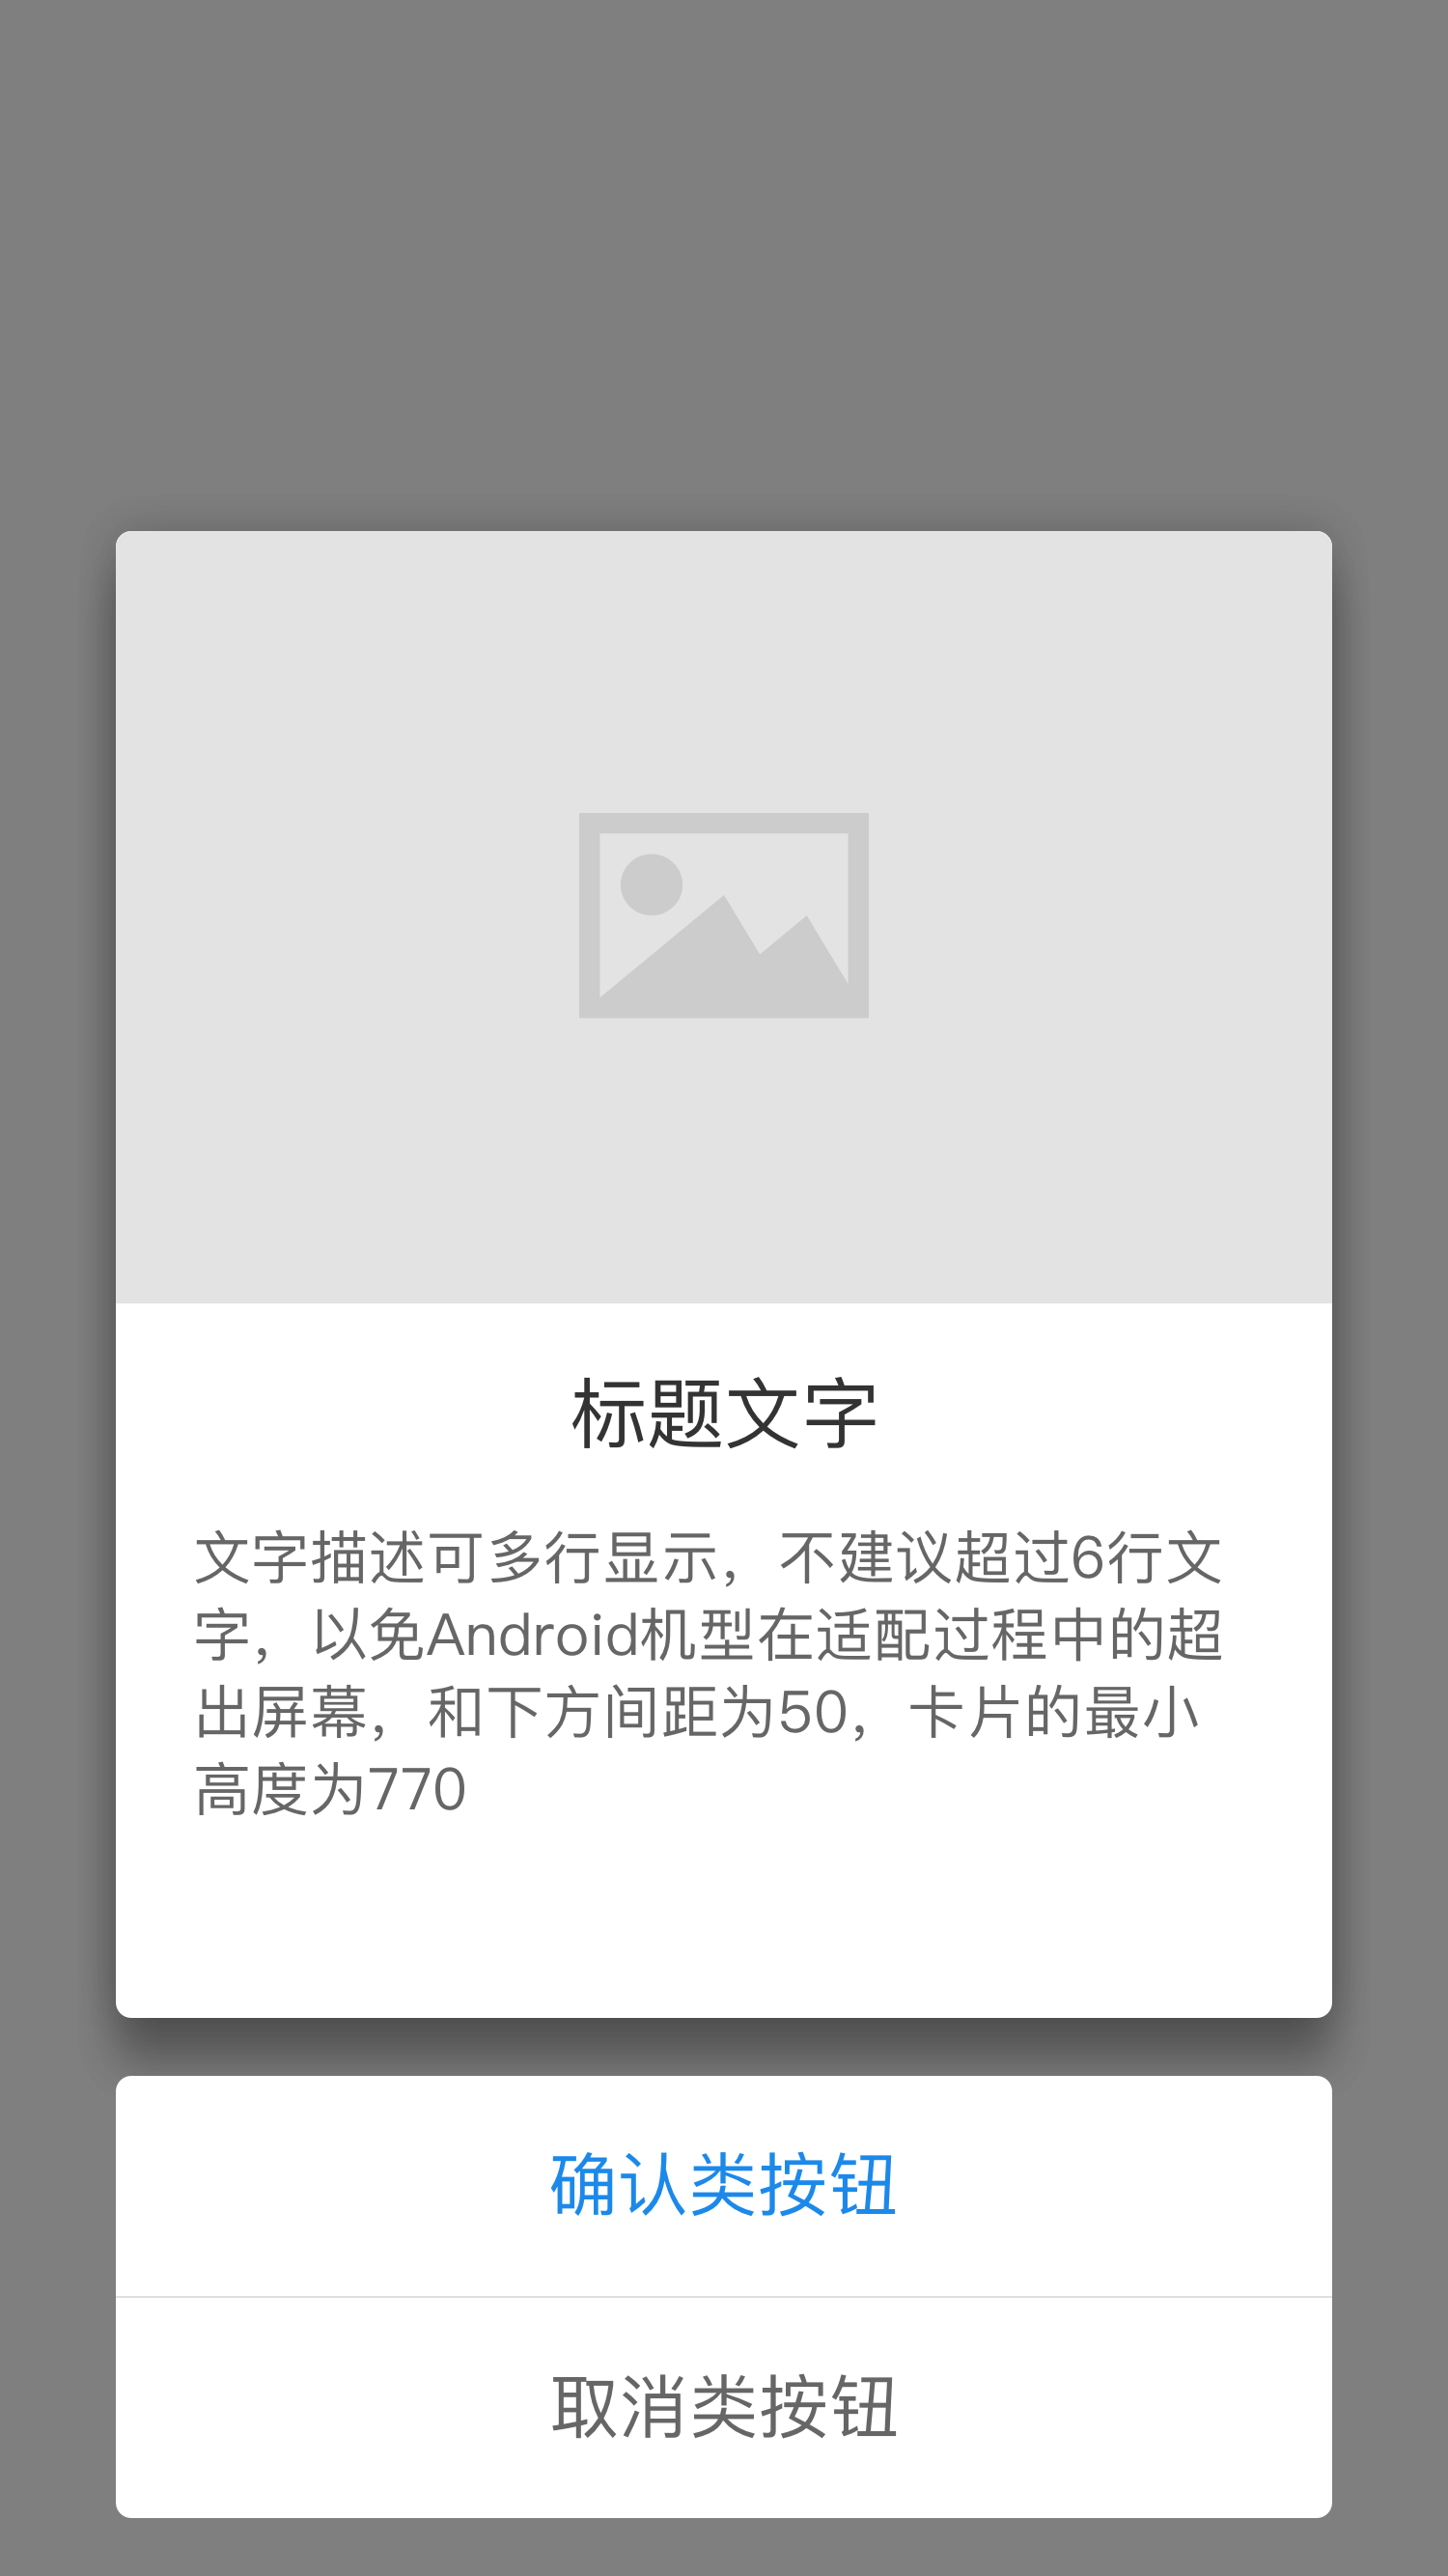 标题文字
文字描述可多行显示，不建议超过6行文
字，以免Android机型在适配过程中的超
出屏幕，和下方间距为50，卡片的最小
高度为770
确认类按钮
取消类按钮